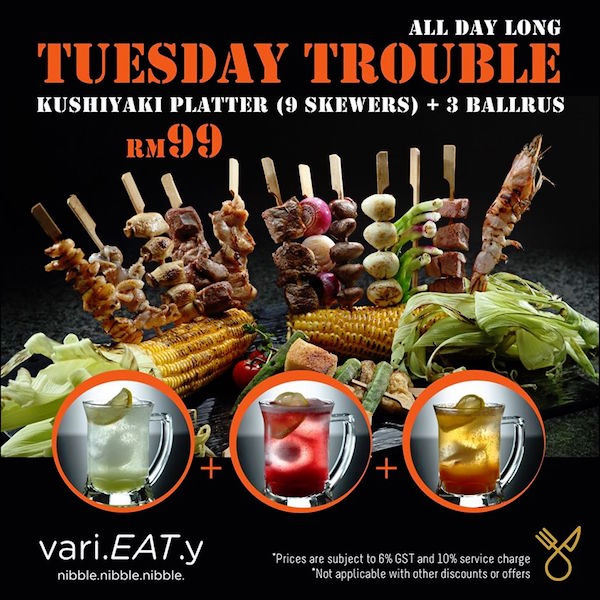 ALL DAY LONG
TUESDAY TROUBLE
KUSHIYAKI PLATTER (9 SKEWERS) + 3 BALLRUS
RM99
+ +
vari.EAT.y
nibble.nibble.nibble.
*Prices are subject to 6% GST and 10% service charge
*Not applicable with other discounts or offers